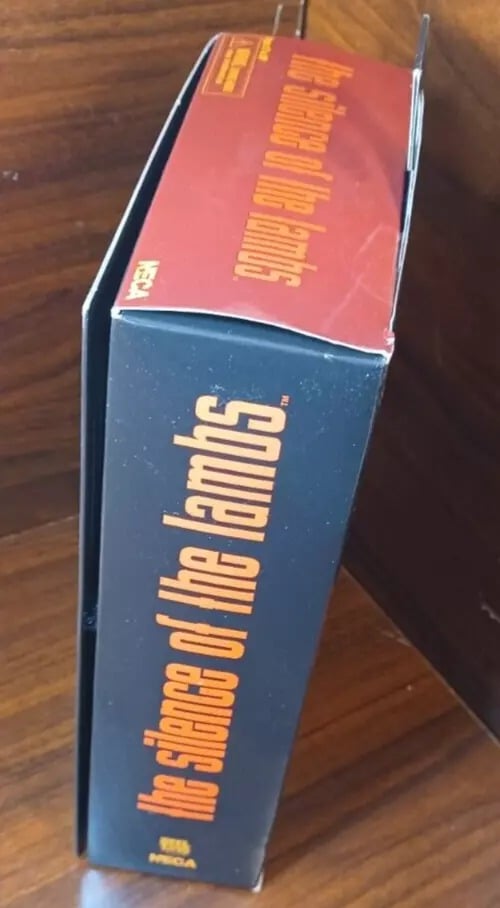 the silence of the lambs
NECA
the silence of the lambs™
NECA